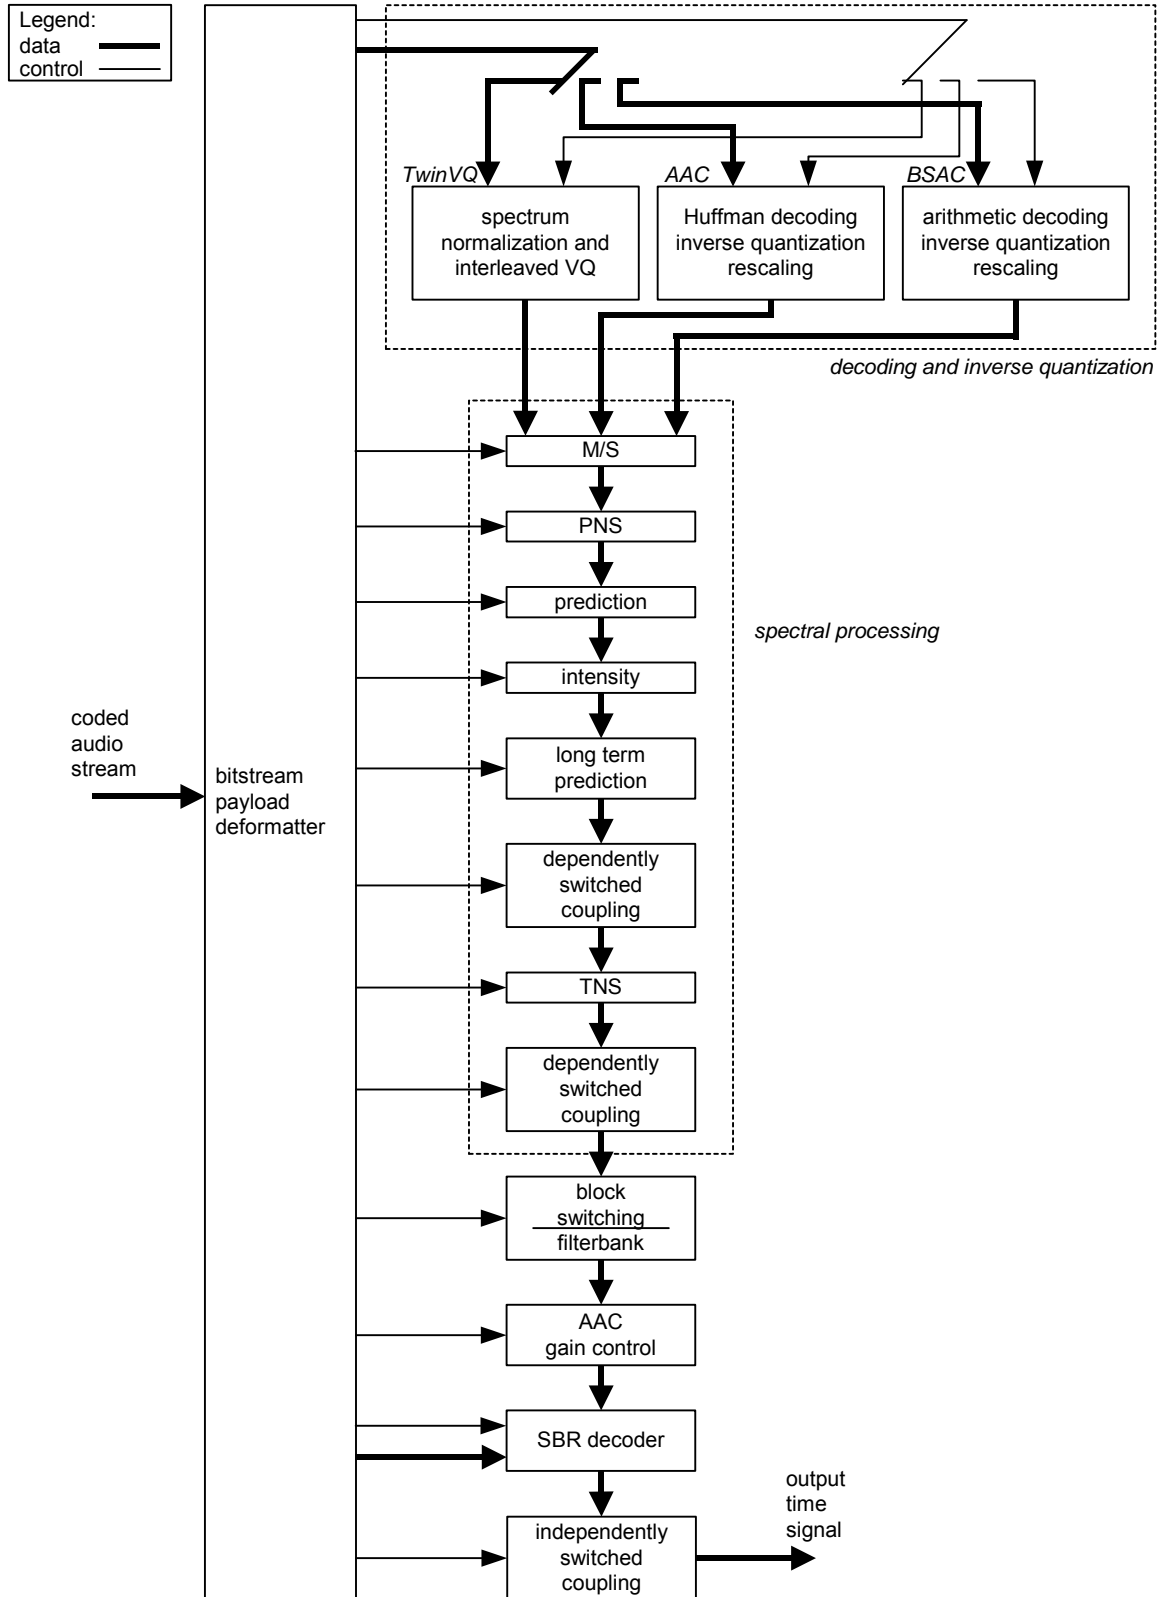 Legend:
data
control
TwinVQ
AAC
BSAC
spectrum
normalization and
interleaved VQ
Huffman decoding
inverse quantization
rescaling
arithmetic decoding
inverse quantization
rescaling
decoding and inverse quantization
M/S
PNS
prediction
spectral processing
intensity
coded
audio
stream
bitstream
payload
deformatter
long term
prediction
dependently
switched
coupling
TNS
dependently
switched
coupling
block
switching
filterbank
AAC
gain control
SBR decoder
output
time
signal
independently
switched
coupling